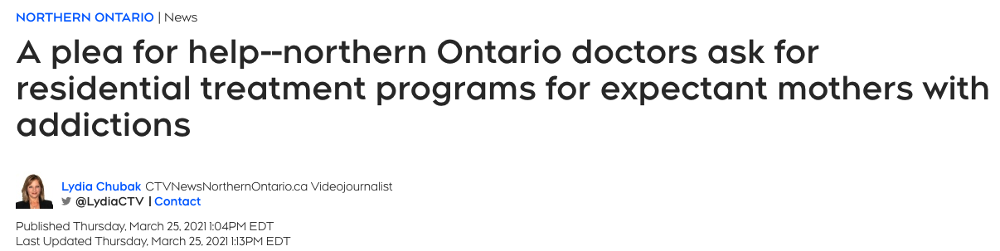 NORTHERN ONTARIO | News
A plea for help--northern Ontario doctors ask for
residential treatment programs for expectant mothers with
addictions
Lydia Chubak CTVNewsNorthernOntario.ca Videojournalist
@LydiaCTV | Contact
Published Thursday, March 25, 2021 1:04PM EDT
Last Updated Thursday, March 25, 2021 1:13PM EDT